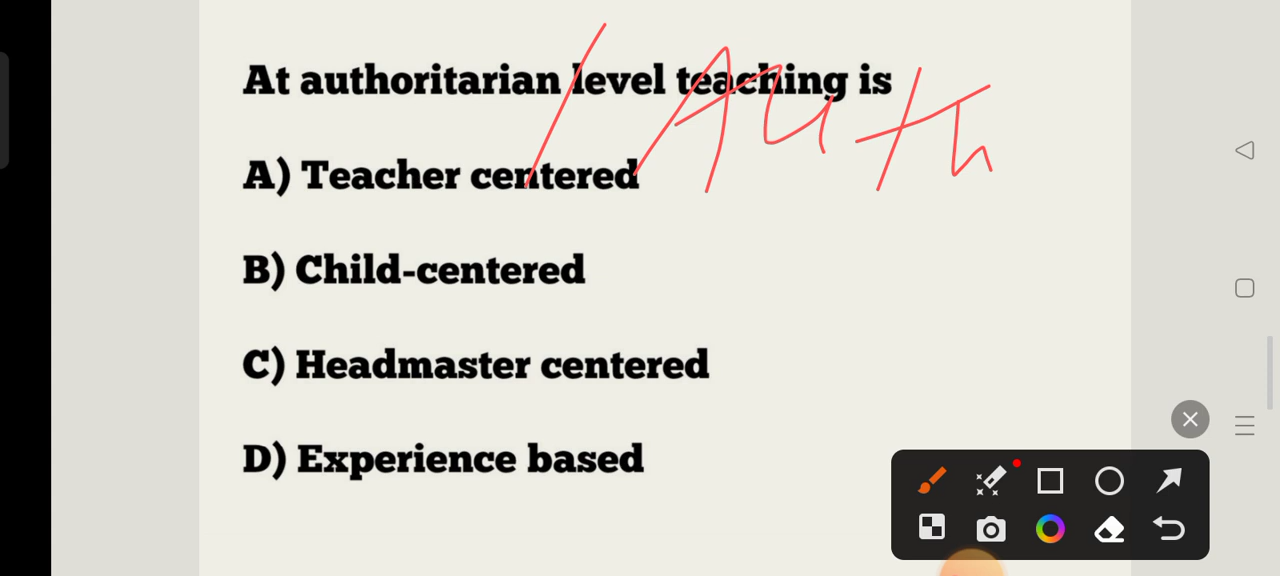 At authoritarian level teaching is
Auth
A) Teacher centered
B) Child-centered
C) Headmaster centered
D) Experience based